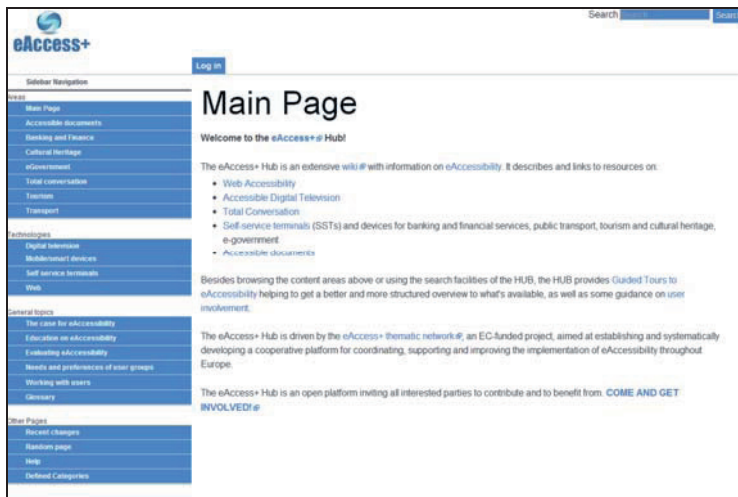 Search
Search
eAccess+
Log in
Sidebar Navigation
Areas
Main Page
Accessible documents
Banking and Finance
Cultural Heritage
eGovernment
Total conversation
Tourism
Transport
Technologies
Digital television
Mobile/smart devices
Self service terminals
Web
General topics
The case for eAccessibility
Education on eAccessibility
Evaluating eAccessibility
Needs and preferences of user groups
Working with users
Glossary
Other Pages
Recent changes
Random page
Help
Defined Categories
Main Page
Welcome to the eAccess+ Hub!
The eAccess+ Hub is an extensive wiki with information on eAccessibility. It describes and links to resources on:
Web Accessibility
Accessible Digital Television
Total Conversation
Self-service terminals (SSTs) and devices for banking and financial services, public transport, tourism and cultural heritage,
e-government
Accessible documents
Besides browsing the content areas above or using the search facilities of the HUB, the HUB provides Guided Tours to
eAccessibility helping to get a better and more structured overview to what's available, as well as some guidance on user
involvement.
The eAccess+ Hub is driven by the eAccess+ thematic network, an EC-funded project, aimed at establishing and systematically
developing a cooperative platform for coordinating, supporting and improving the implementation of eAccessibility throughout
Europe.
The eAccess+ Hub is an open platform inviting all interested parties to contribute and to benefit from. COME AND GET
INVOLVED!